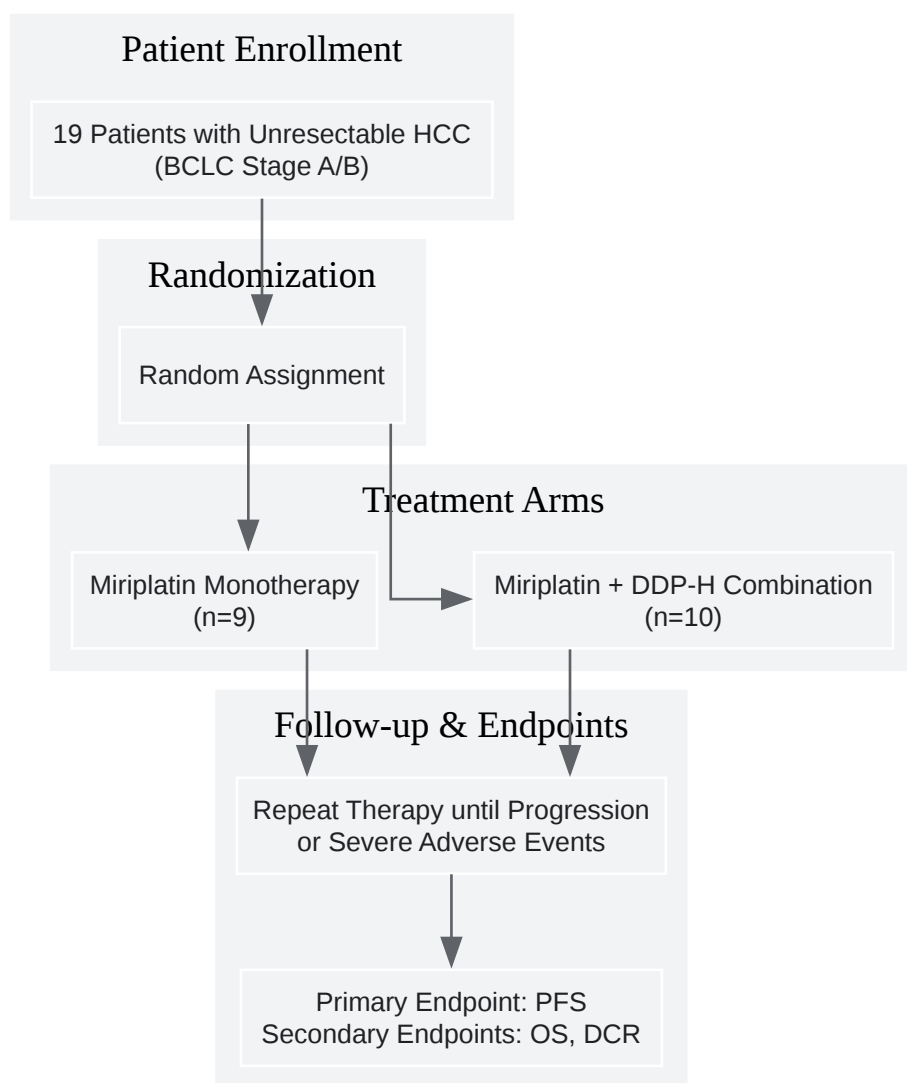 Patient Enrollment
19 Patients with Unresectable HCC
(BCLC Stage A/B)
Randomization
Random Assignment
Treatment Arms
Miriplatin Monotherapy
(n=9)
Miriplatin + DDP-H Combination
(n=10)
Follow-up & Endpoints
Repeat Therapy until Progression
or Severe Adverse Events
Primary Endpoint: PFS
Secondary Endpoints: OS, DCR